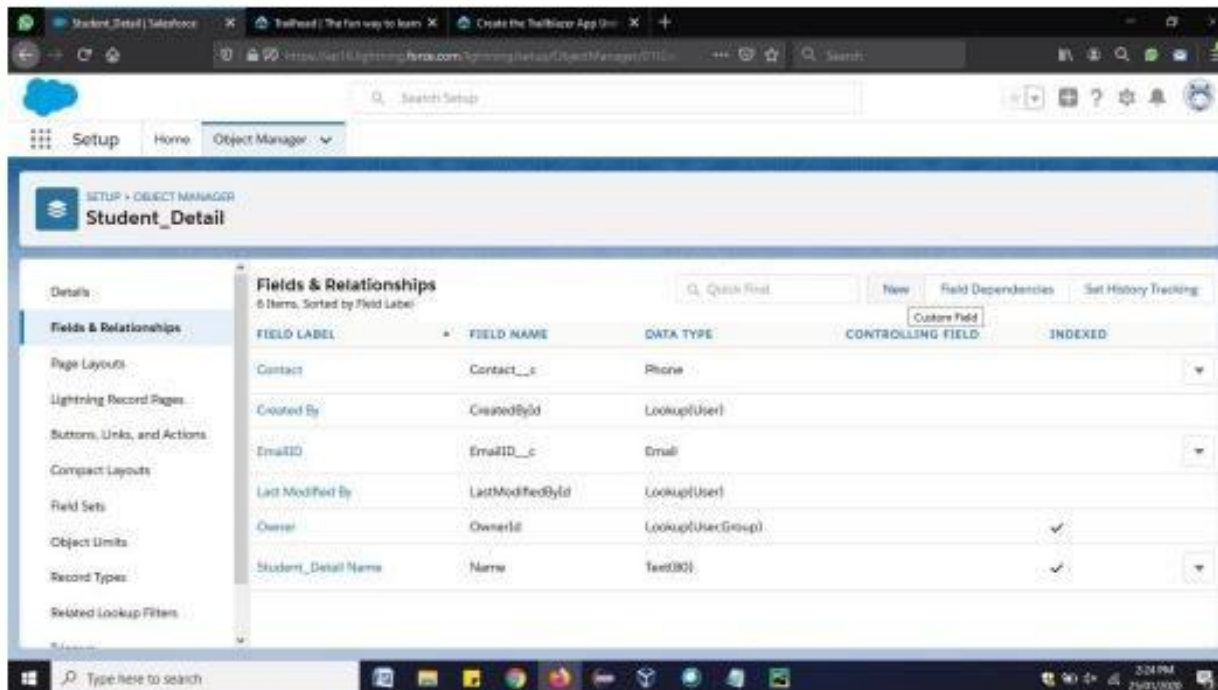 Student_Detail | Salesforce
Trailhead | The fun way to learn
Create the Trailblazer App
Search
Search Setup
Setup
Home
Object Manager
SETUP > OBJECT MANAGER
Student_Detail
Details
Fields & Relationships
Page Layouts
Lightning Record Pages
Buttons, Links, and Actions
Compact Layouts
Field Sets
Object Limits
Record Types
Related Lookup Filters
Fields & Relationships
6 Items, Sorted by Field Label
Quick Find
New
Field Dependencies
Set History Tracking
Custom Field
FIELD LABEL FIELD NAME DATA TYPE CONTROLLING FIELD INDEXED
Contact Contact__c Phone
Created By CreatedById Lookup(User)
EmailID EmailID__c Email
Last Modified By LastModifiedById Lookup(User)
Owner OwnerId Lookup(User,Group)
Student_Detail Name Name Text(80)
Type here to search
2:24 PM